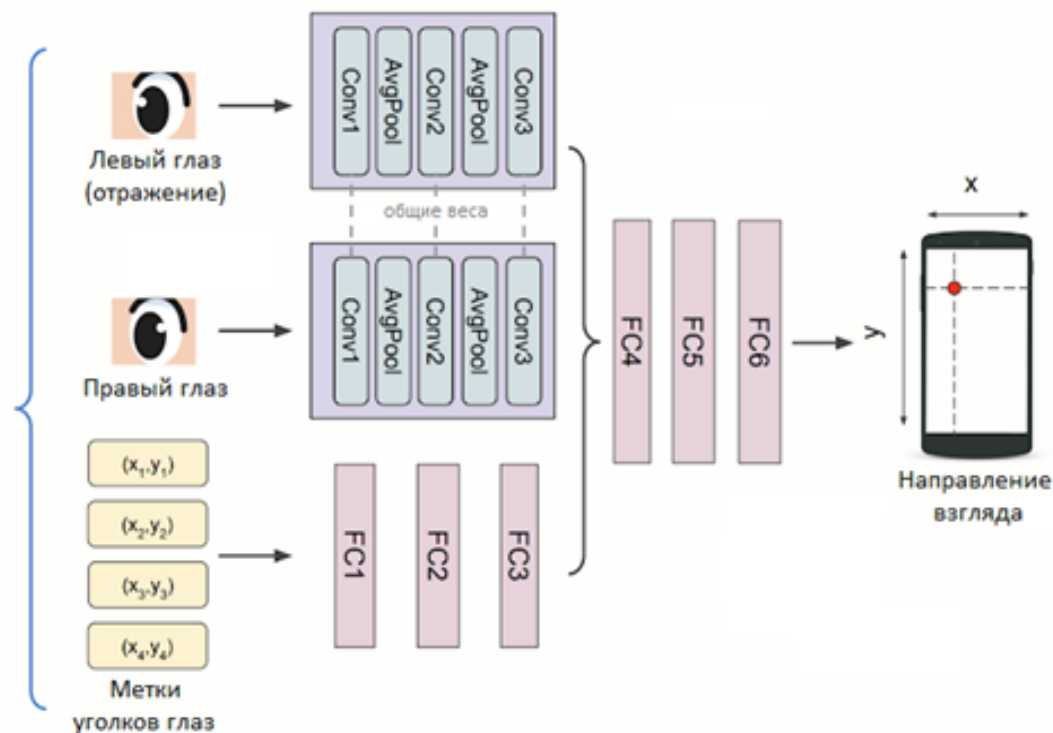 Conv1
AvgPool
Conv2
AvgPool
Conv3
Левый глаз
(отражение)
общие веса
Conv1
AvgPool
Conv2
AvgPool
Conv3
Правый глаз
(x₁,y₁)
(x₂,y₂)
(x₃,y₃)
(x₄,y₄)
Метки
уголков глаз
FC1
FC2
FC3
FC4
FC5
FC6
x
y
Направление
взгляда